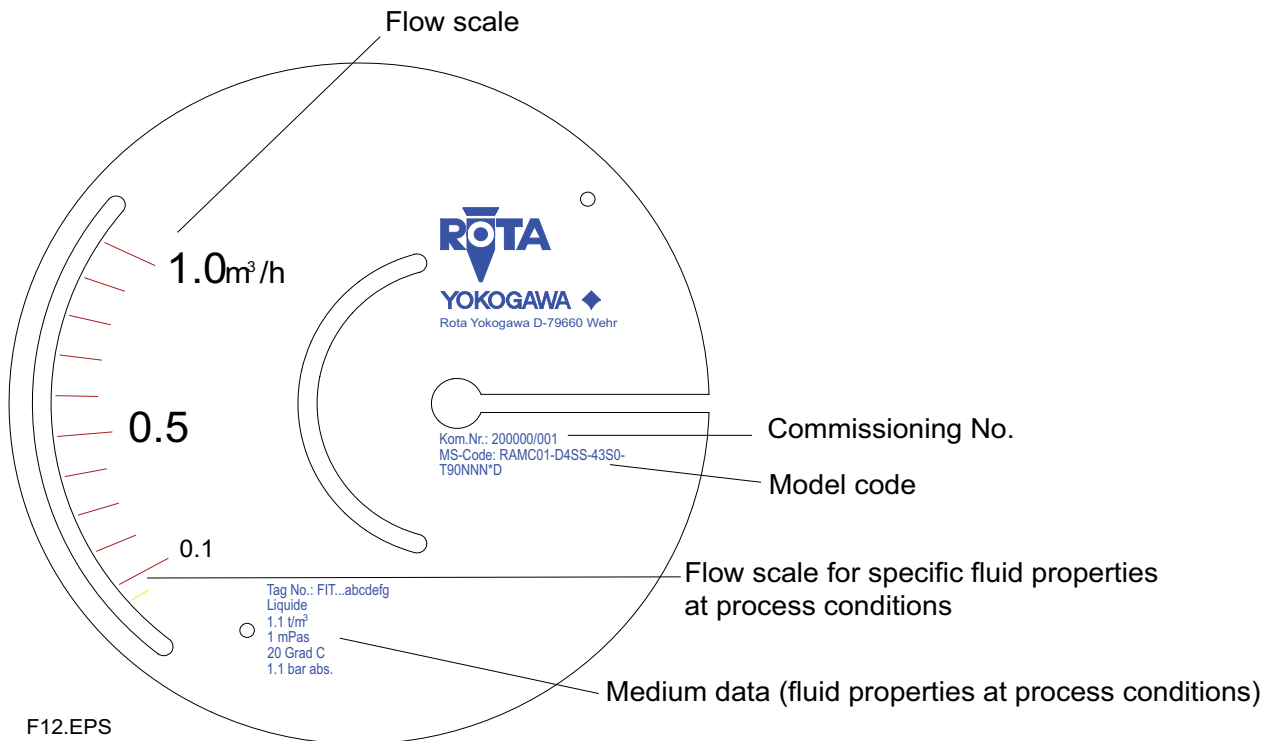 Flow scale
1.0m³/h
ROTA
YOKOGAWA
Rota Yokogawa D-79660 Wehr
0.5
Kom.Nr.: 200000/001
Commissioning No.
MS-Code: RAMC01-D4SS-43S0-
T90NNN*D
Model code
0.1
Flow scale for specific fluid properties
at process conditions
Tag No.: FIT...abcdefg
Liquide
1.1 t/m³
1 mPas
20 Grad C
1.1 bar abs.
Medium data (fluid properties at process conditions)
F12.EPS